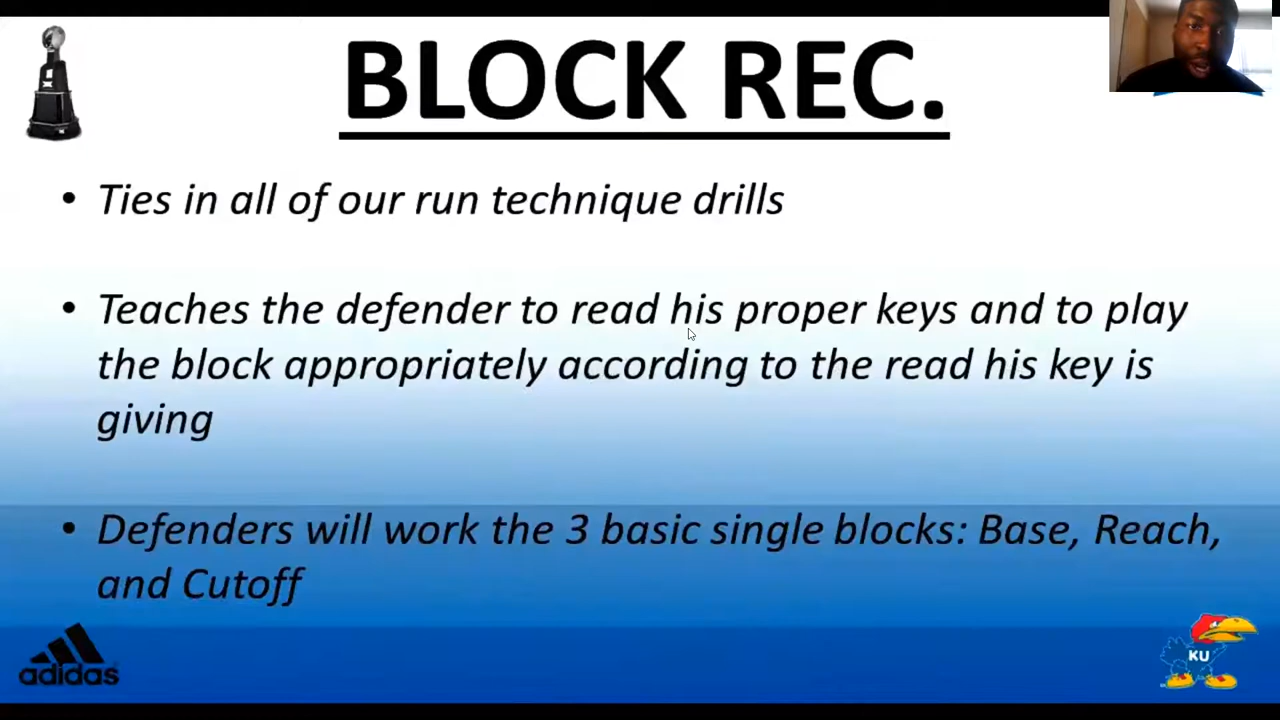 BLOCK REC.
• Ties in all of our run technique drills
• Teaches the defender to read his proper keys and to play
the block appropriately according to the read his key is
giving
• Defenders will work the 3 basic single blocks: Base, Reach,
and Cutoff
adidas
KU